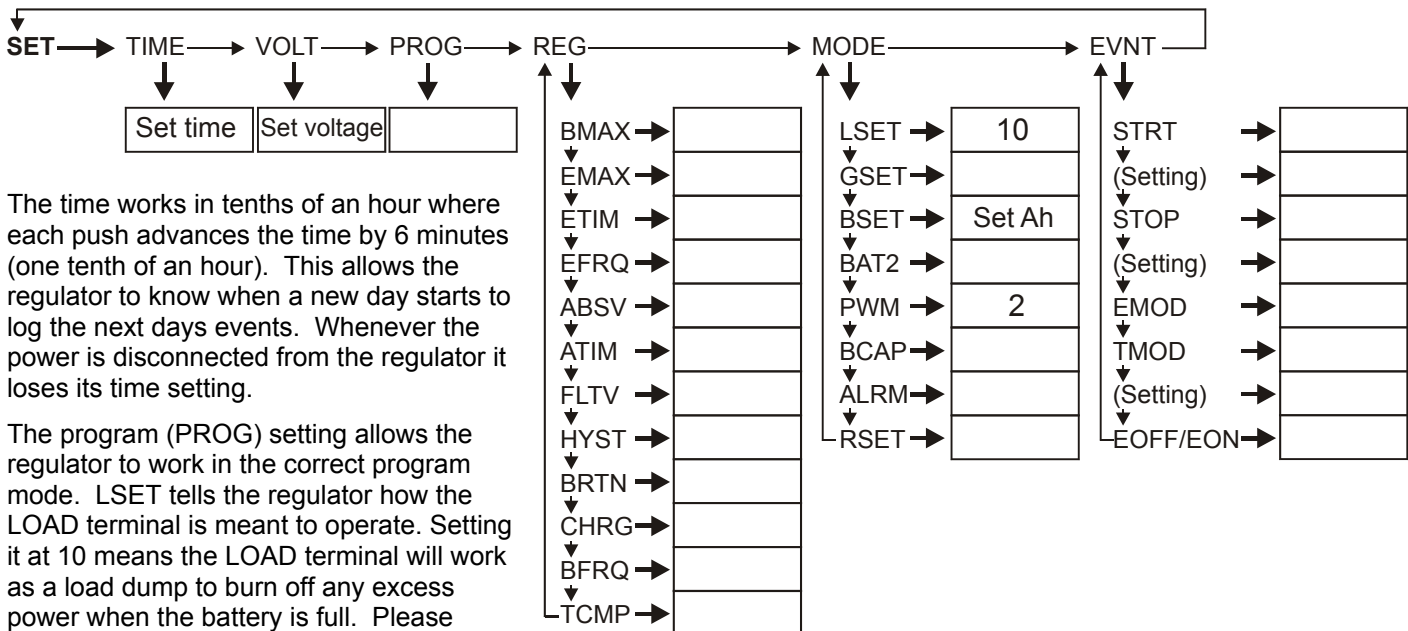 SET TIME VOLT PROG REG MODE EVNT
Set time Set voltage
BMAX
EMAX
ETIM
EFRQ
ABSV
ATIM
FLTV
HYST
BRTN
CHRG
BFRQ
TCMP
LSET 10
GSET
BSET Set Ah
BAT2
PWM 2
BCAP
ALRM
RSET
STRT
(Setting)
STOP
(Setting)
EMOD
TMOD
(Setting)
EOFF/EON
The time works in tenths of an hour where
each push advances the time by 6 minutes
(one tenth of an hour). This allows the
regulator to know when a new day starts to
log the next days events. Whenever the
power is disconnected from the regulator it
loses its time setting.
The program (PROG) setting allows the
regulator to work in the correct program
mode. LSET tells the regulator how the
LOAD terminal is meant to operate. Setting
it at 10 means the LOAD terminal will work
as a load dump to burn off any excess
power when the battery is full. Please